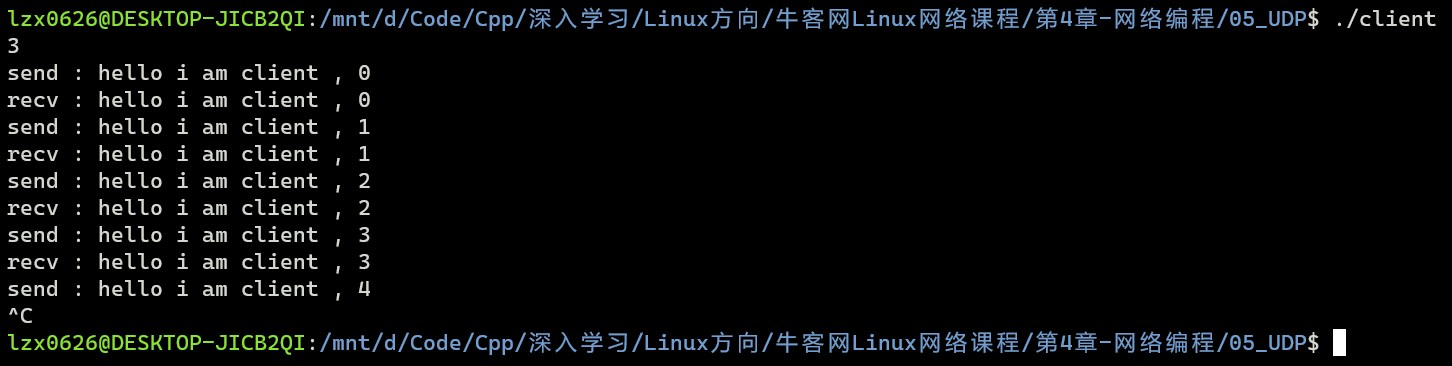 lzx0626@DESKTOP-JICB2QI:/mnt/d/Code/Cpp/深入学习/Linux方向/牛客网Linux网络课程/第4章-网络编程/05_UDP$ ./client
3
send : hello i am client , 0
recv : hello i am client , 0
send : hello i am client , 1
recv : hello i am client , 1
send : hello i am client , 2
recv : hello i am client , 2
send : hello i am client , 3
recv : hello i am client , 3
send : hello i am client , 4
^C
lzx0626@DESKTOP-JICB2QI:/mnt/d/Code/Cpp/深入学习/Linux方向/牛客网Linux网络课程/第4章-网络编程/05_UDP$